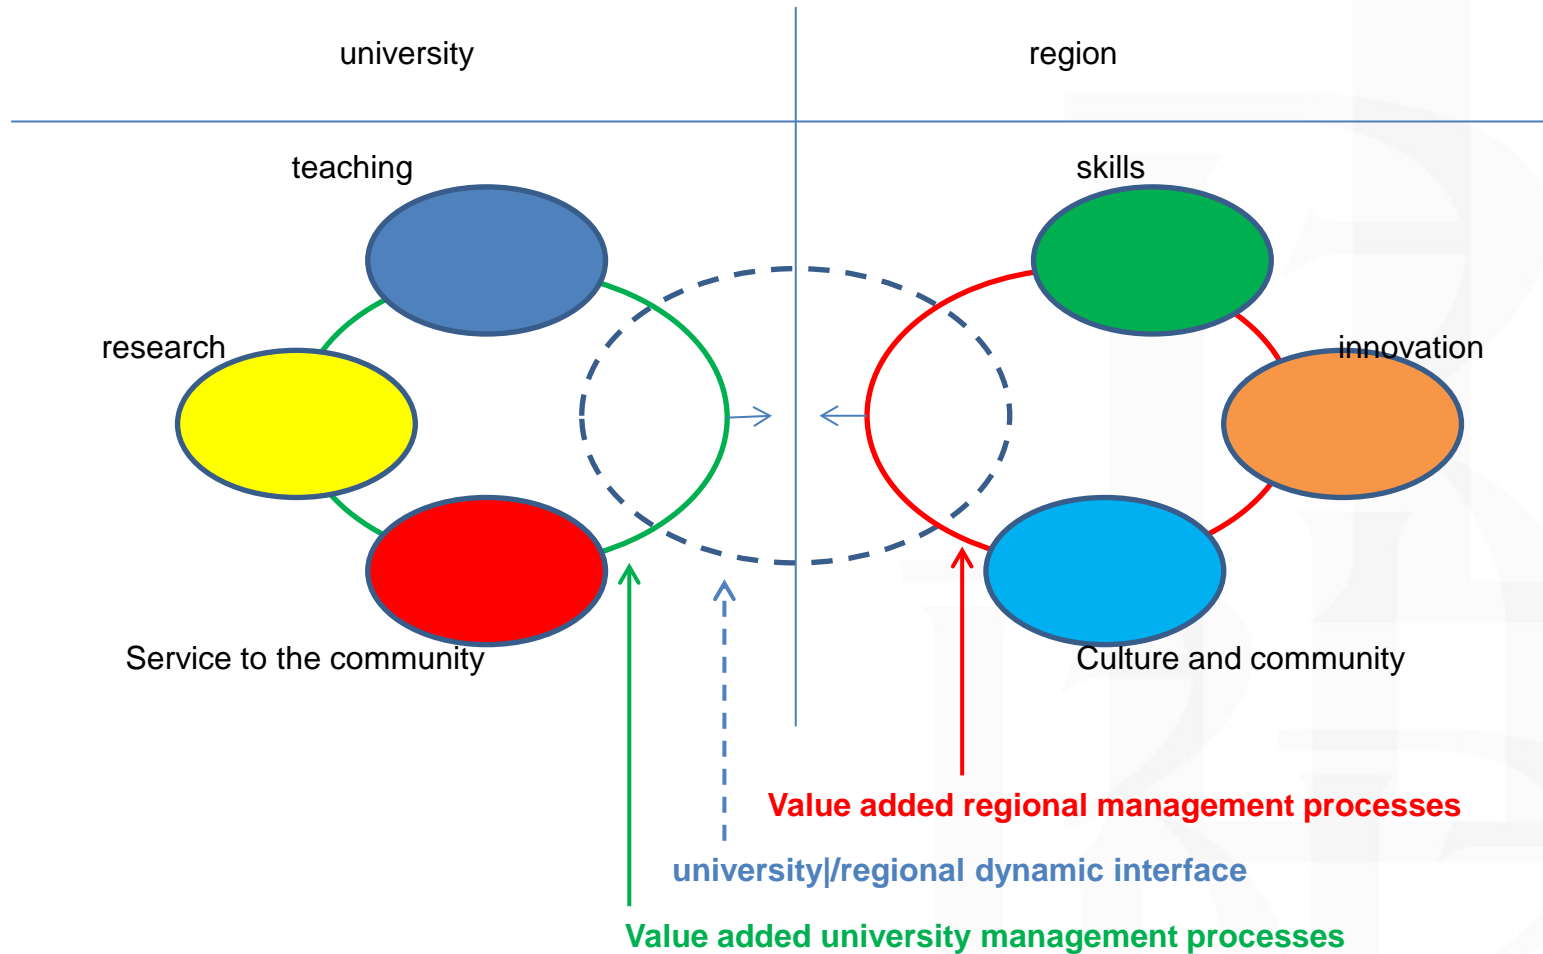 university
region
teaching
skills
research
innovation
Service to the community
Culture and community
Value added regional management processes
university|/regional dynamic interface
Value added university management processes